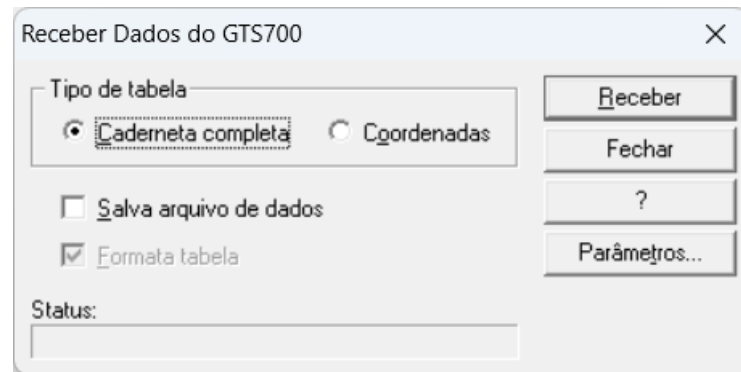 Receber Dados do GTS700
Tipo de tabela
Caderneta completa
Coordenadas
Receber
Fechar
?
Parâmetros...
Salva arquivo de dados
Formata tabela
Status: